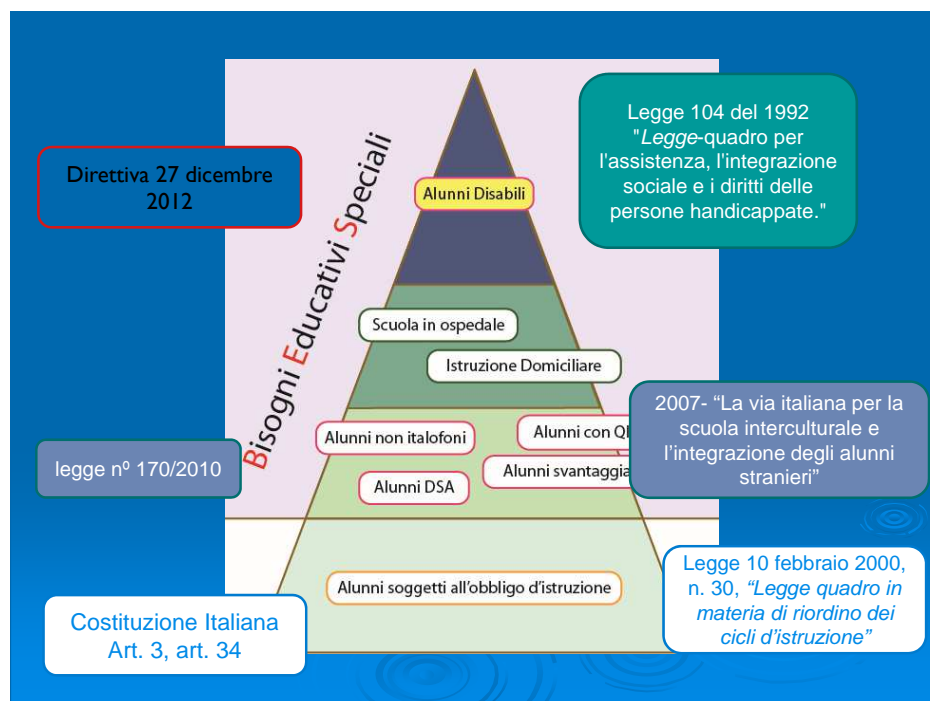 Legge 104 del 1992
"Legge-quadro per
l'assistenza, l'integrazione
sociale e i diritti delle
persone handicappate."
Direttiva 27 dicembre
2012
Bisogni Educativi Speciali
Alunni Disabili
Scuola in ospedale
Istruzione Domiciliare
2007- “La via italiana per la
scuola interculturale e
l’integrazione degli alunni
stranieri”
Alunni non italofoni
Alunni con
legge nº 170/2010
Alunni svantaggia
Alunni DSA
Alunni soggetti all’obbligo d’istruzione
Legge 10 febbraio 2000,
n. 30, “Legge quadro in
materia di riordino dei
cicli d’istruzione”
Costituzione Italiana
Art. 3, art. 34